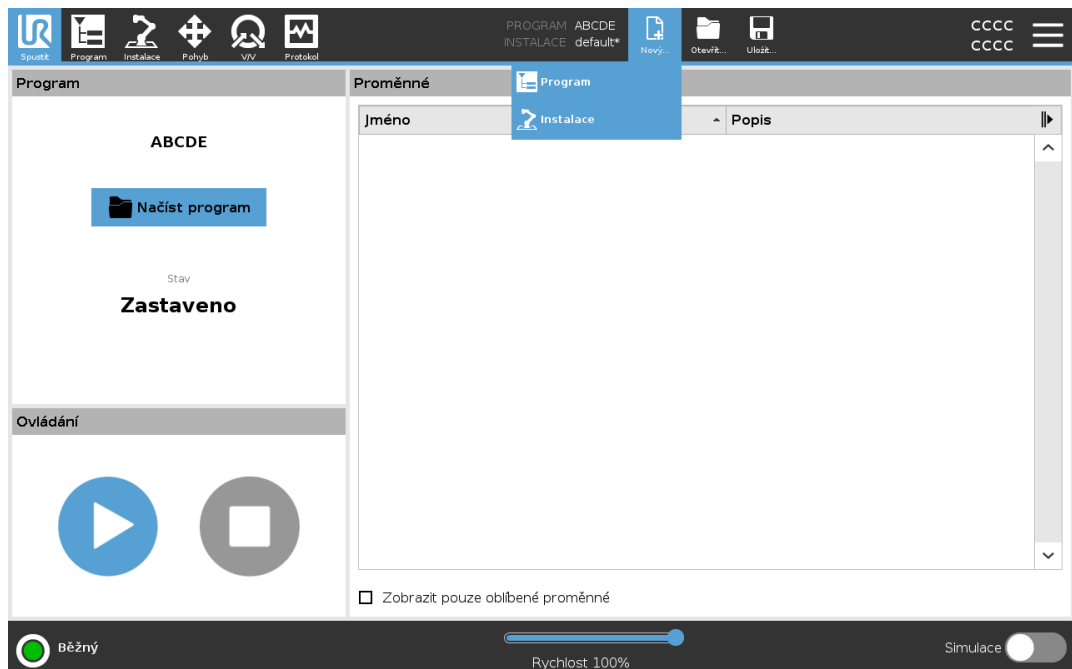 UR
Spustit
Program
Instalace
Pohyb
V/V
Protokol
PROGRAM ABCDE
INSTALACE default*
Nový...
Otevřít...
Uložit...
CCCC
CCCC
Program
Instalace
Program
ABCDE
Načíst program
Stav
Zastaveno
Ovládání
Proměnné
Jméno
Popis
Zobrazit pouze oblíbené proměnné
Běžný
Rychlost 100%
Simulace